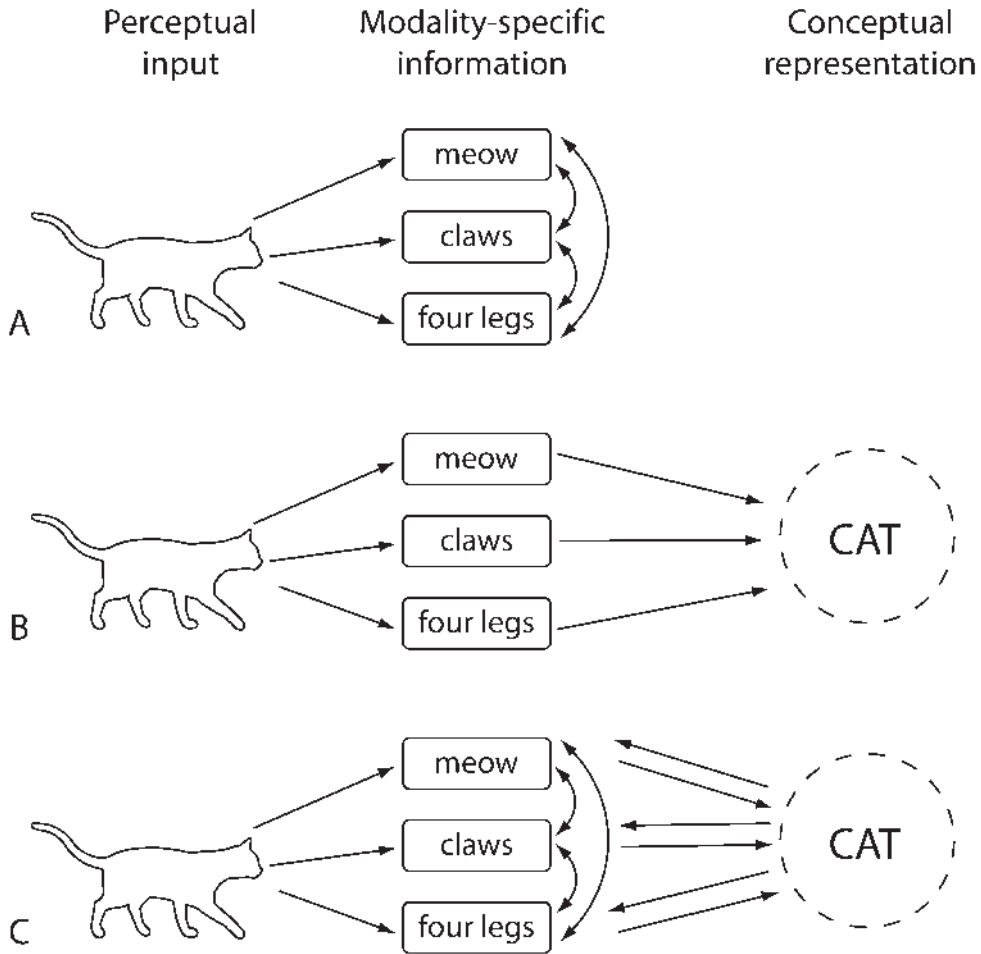 Perceptual
input
Modality-specific
information
Conceptual
representation
meow
claws
four legs
A
meow
claws
four legs
CAT
B
meow
claws
four legs
CAT
C